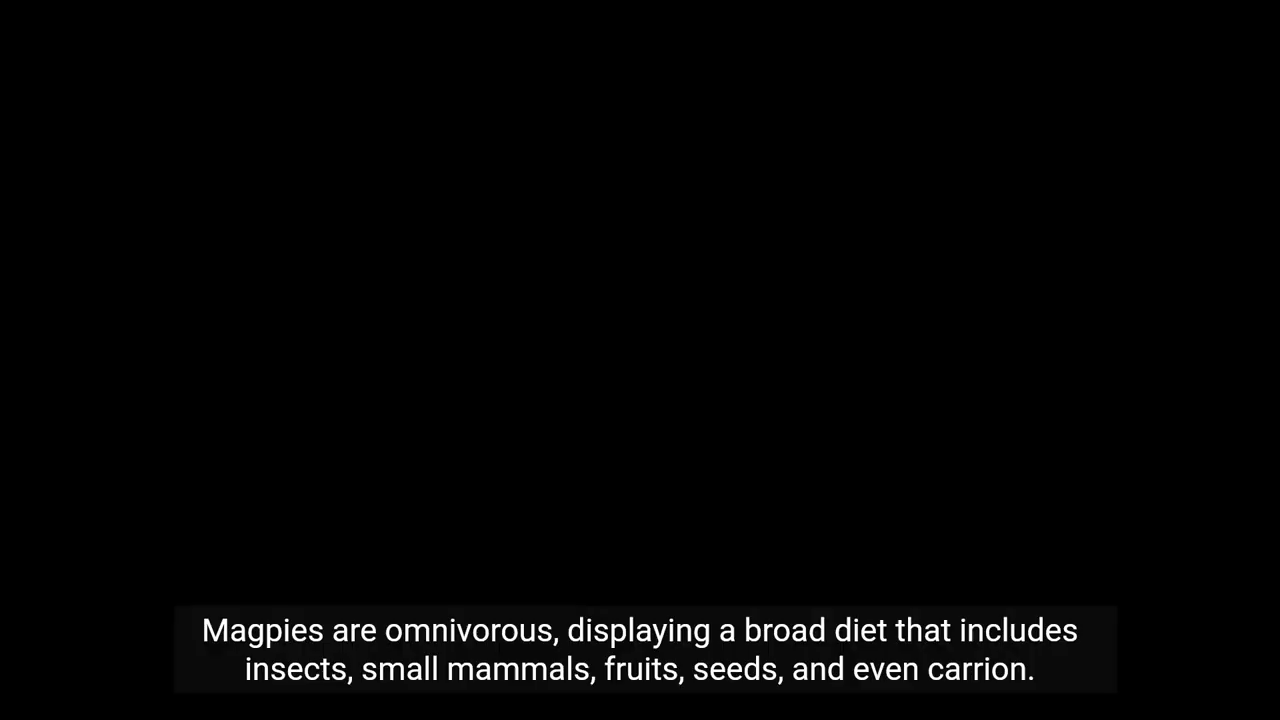 Magpies are omnivorous, displaying a broad diet that includes
insects, small mammals, fruits, seeds, and even carrion.